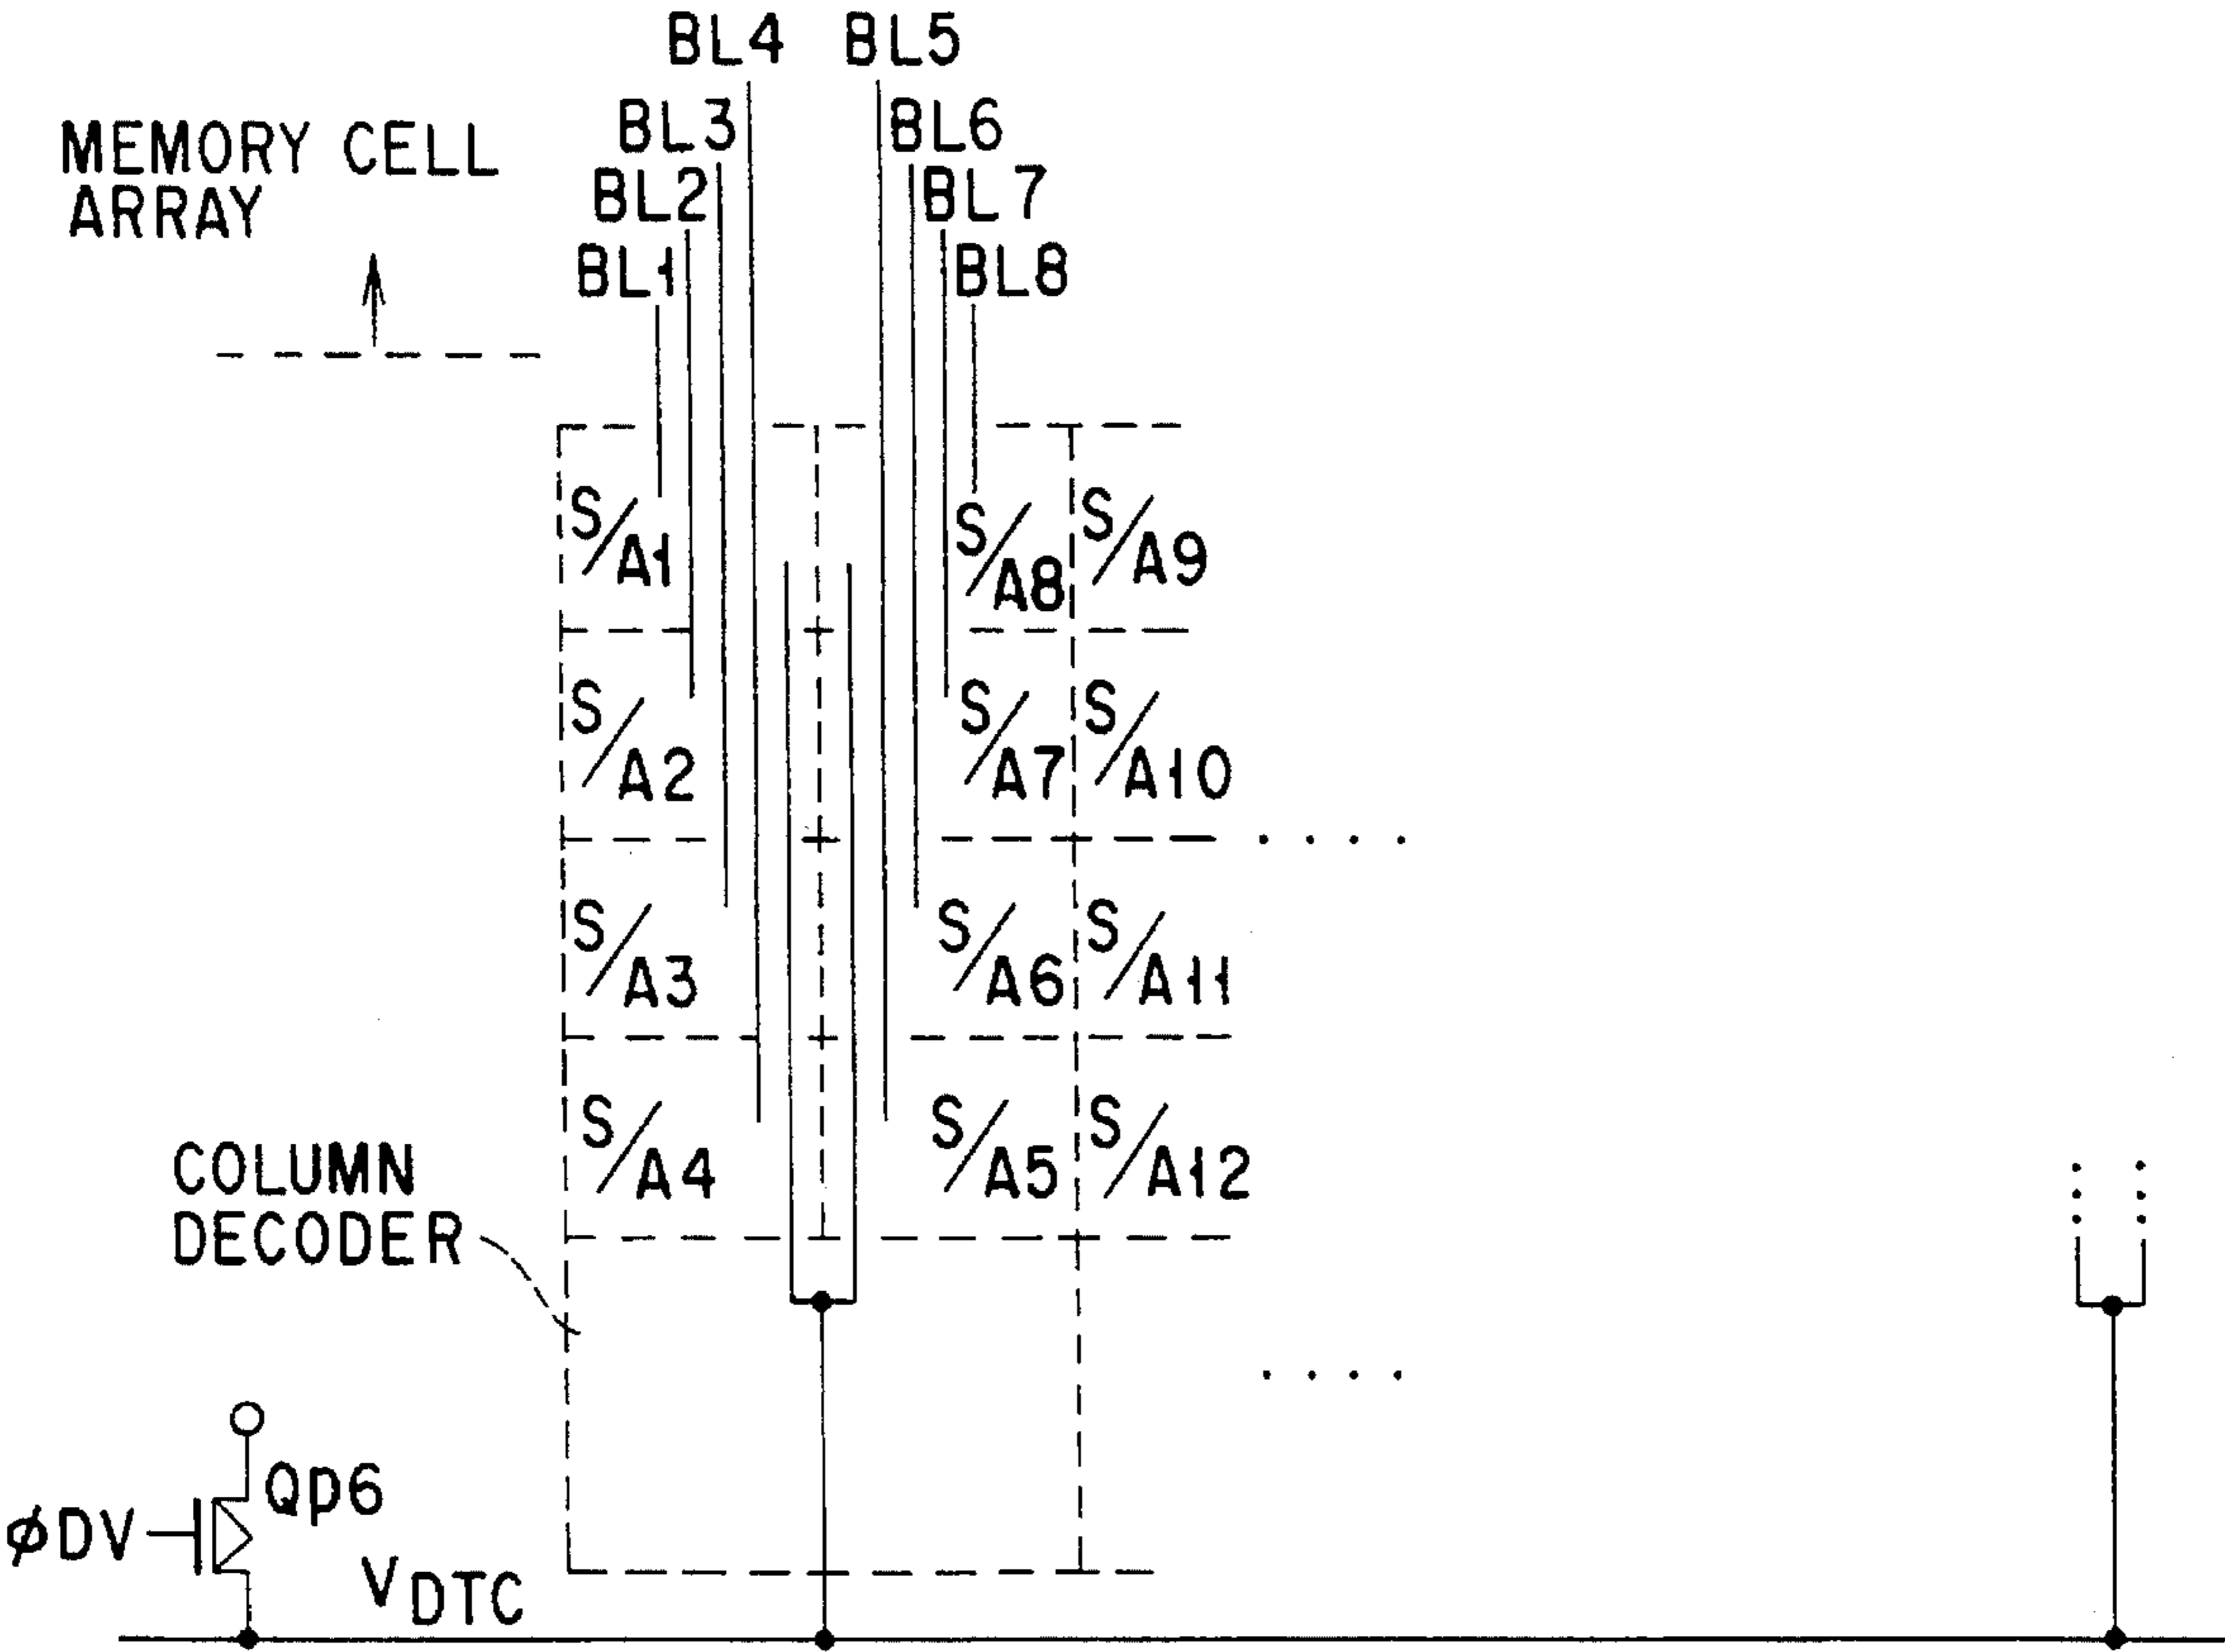 BL4 BL5
BL3 BL6
MEMORY CELL
ARRAY
BL2 BL7
BL1 BL8
S/A1 S/A8 S/A9
S/A2 S/A7 S/A10
S/A3 S/A6 S/A11
S/A4 S/A5 S/A12
COLUMN
DECODER
Qp6
φDV
VDTC